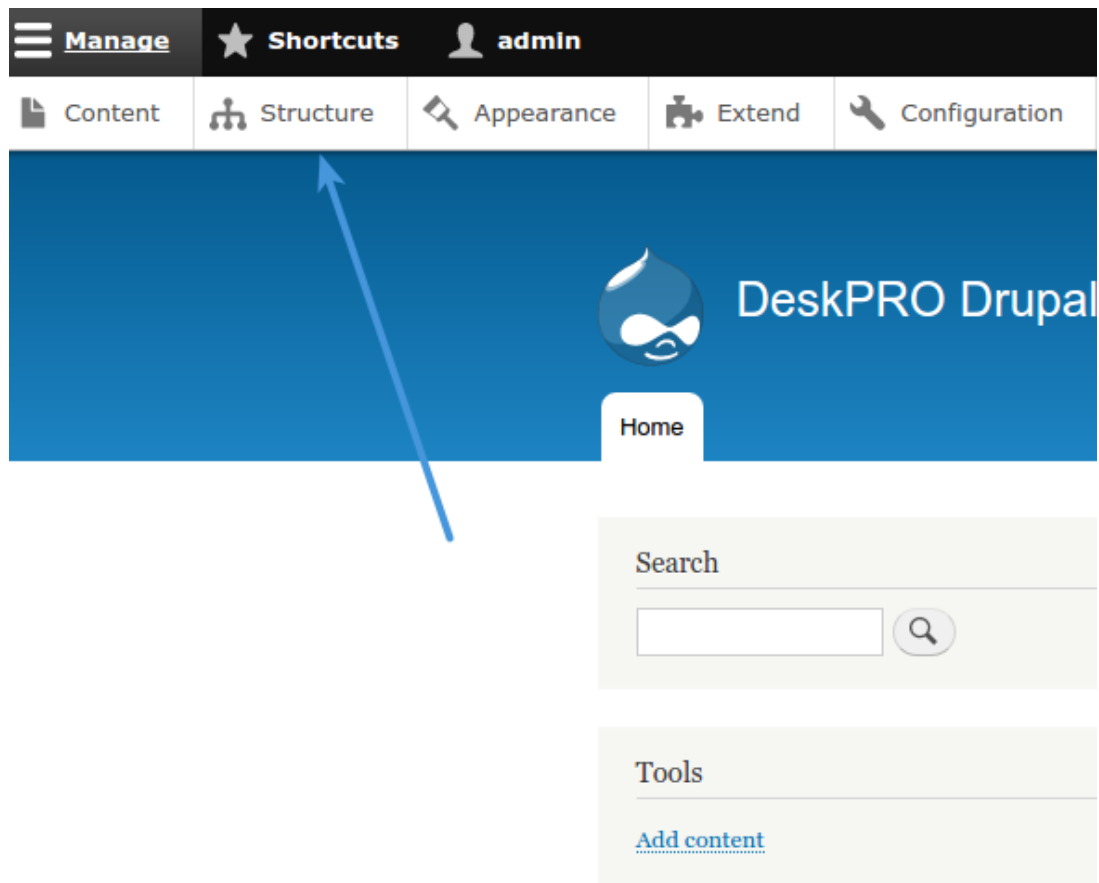 Manage Shortcuts admin
Content Structure Appearance Extend Configuration
DeskPRO Drupal
Home
Search
Tools
Add content